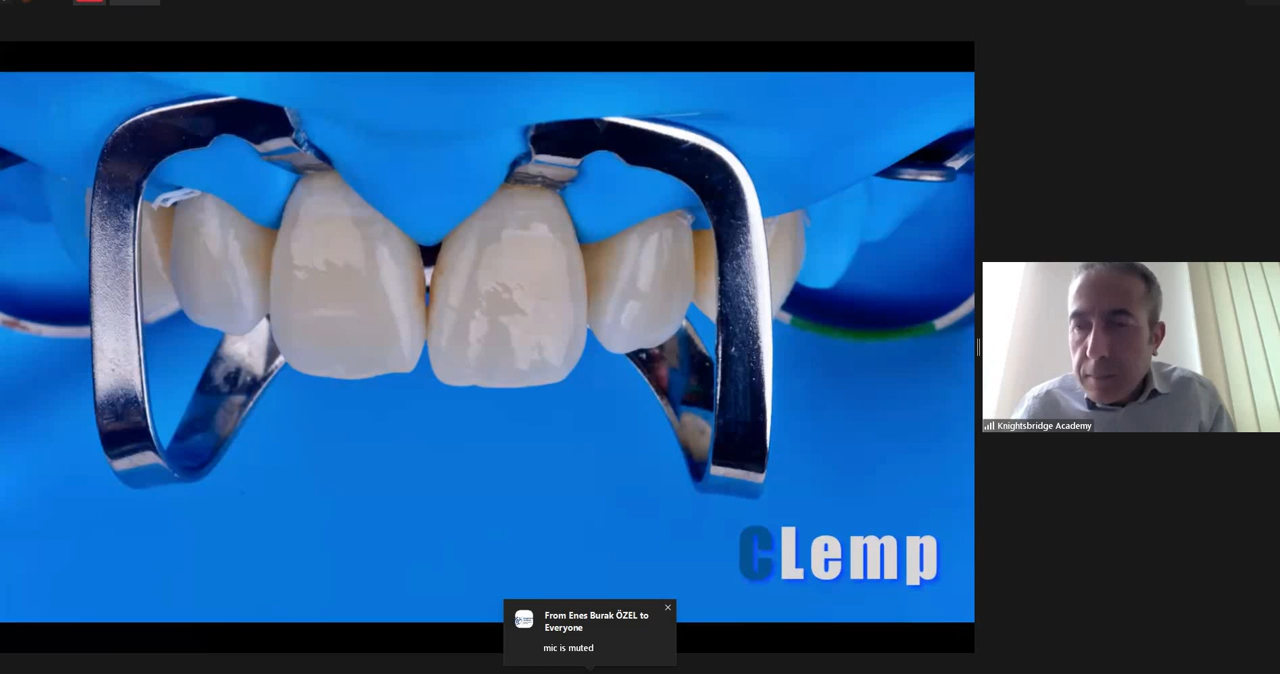 Knightsbridge Academy
CLemp
From Enes Burak ÖZEL to
Everyone
mic is muted